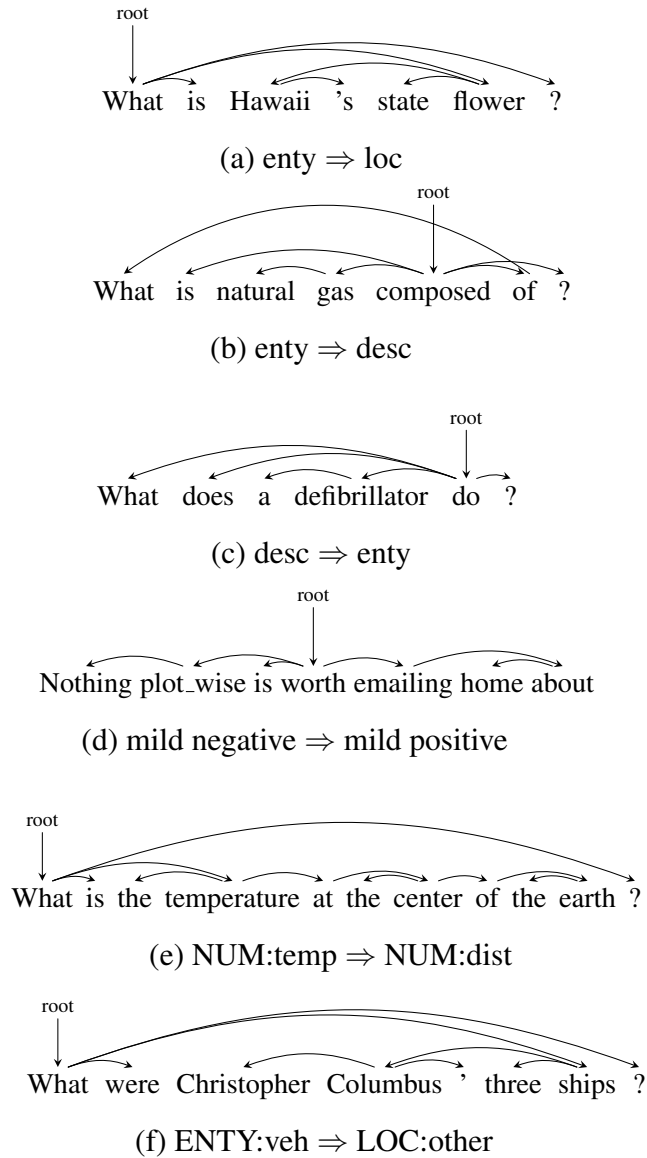 root
What is Hawaii 's state flower ?
(a) enty ⇒ loc
root
What is natural gas composed of ?
(b) enty ⇒ desc
root
What does a defibrillator do ?
(c) desc ⇒ enty
root
Nothing plot_wise is worth emailing home about
(d) mild negative ⇒ mild positive
root
What is the temperature at the center of the earth ?
(e) NUM:temp ⇒ NUM:dist
root
What were Christopher Columbus ’ three ships ?
(f) ENTY:veh ⇒ LOC:other